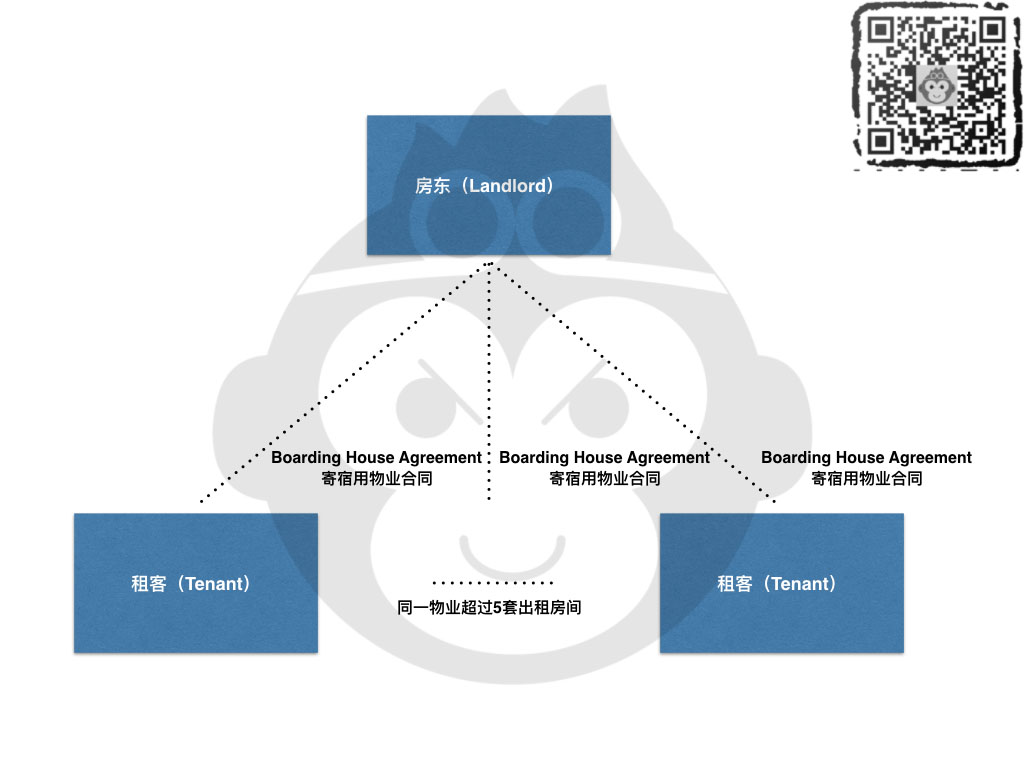 房东（Landlord）
Boarding House Agreement
寄宿用物业合同
Boarding House Agreement
寄宿用物业合同
Boarding House Agreement
寄宿用物业合同
租客（Tenant）
租客（Tenant）
同一物业超过5套出租房间